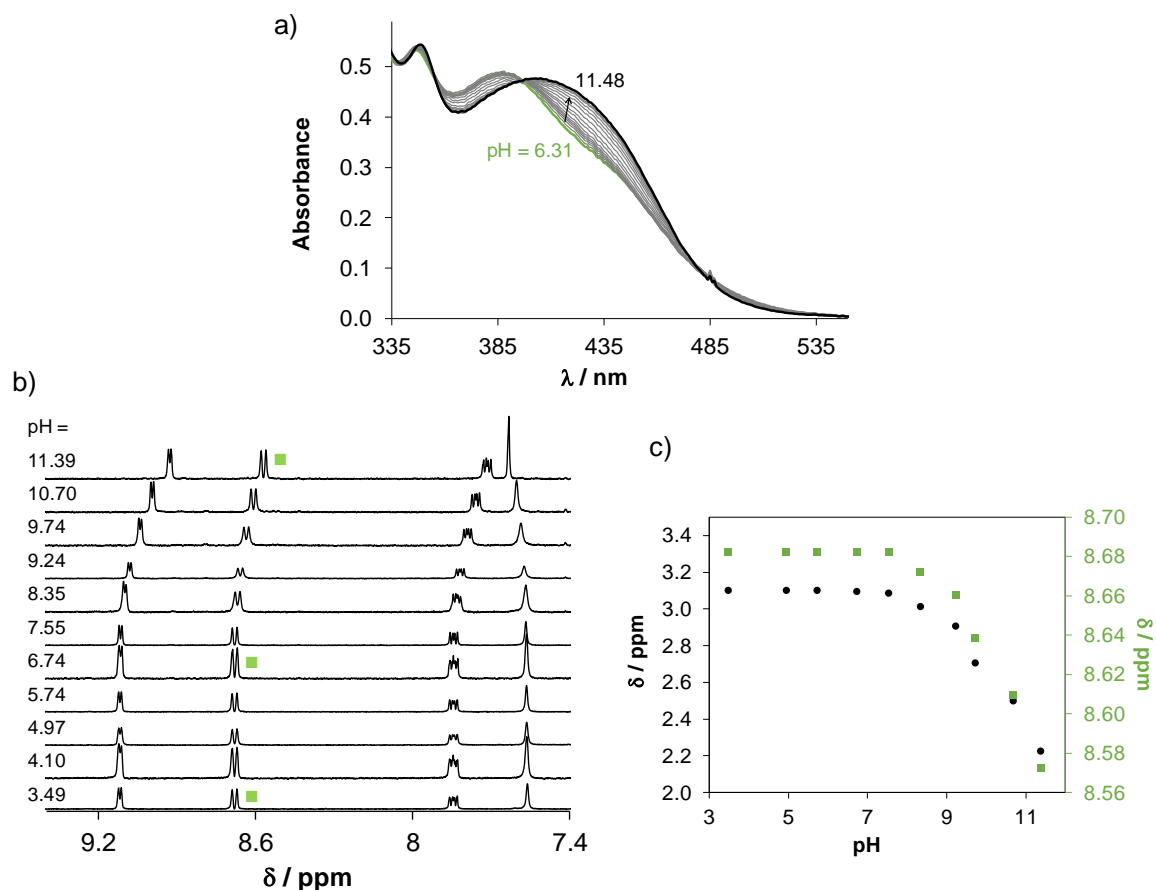 a)
0.5
0.4
0.3
0.2
0.1
0.0
Absorbance
11.48
pH = 6.31
335 385 435 485 535
λ / nm
b)
pH =
11.39
10.70
9.74
9.24
8.35
7.55
6.74
5.74
4.97
4.10
3.49
9.2 8.6 8 7.4
δ / ppm
c)
3.4
3.2
3.0
2.8
2.6
2.4
2.2
2.0
δ / ppm
8.70
8.68
8.66
8.64
8.62
8.60
8.58
8.56
δ / ppm
3 5 7 9 11
pH